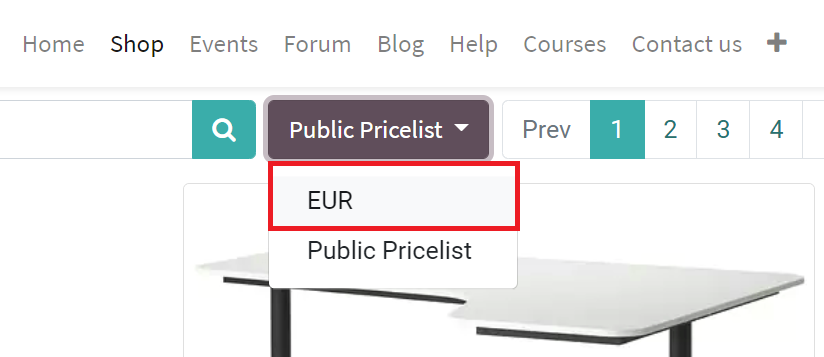 Home Shop Events Forum Blog Help Courses Contact us
Public Pricelist Prev 1 2 3 4
EUR
Public Pricelist